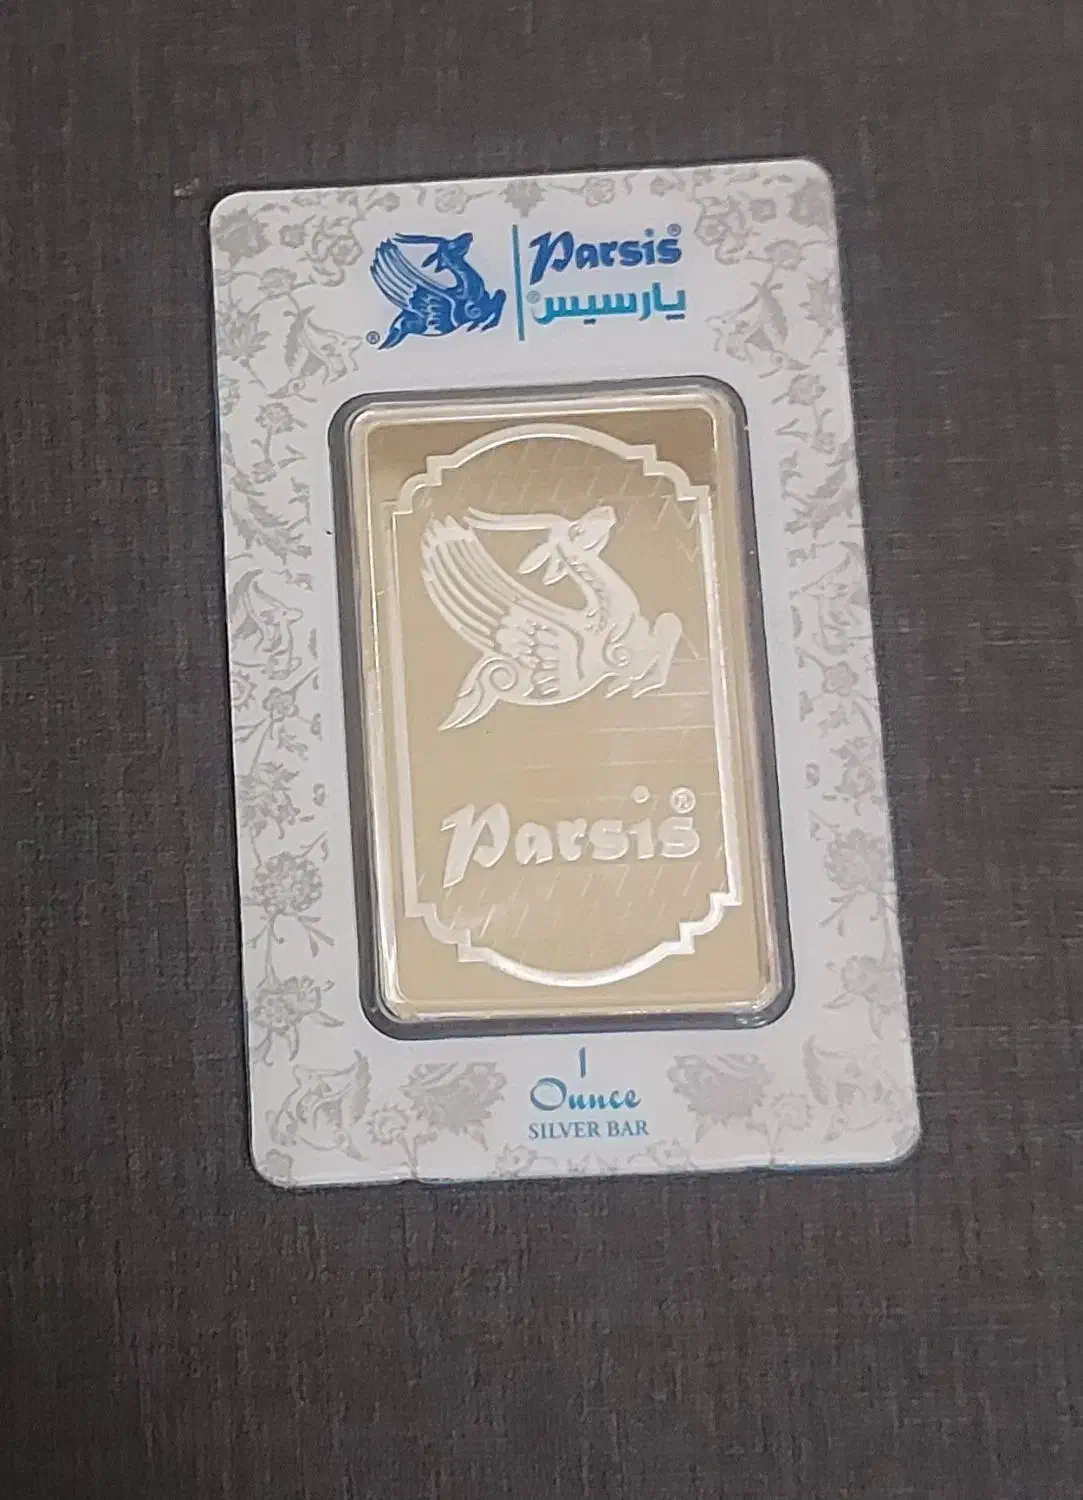 Parsis®
پارسیس®
®
Parsis®
1
Ounce
SILVER BAR